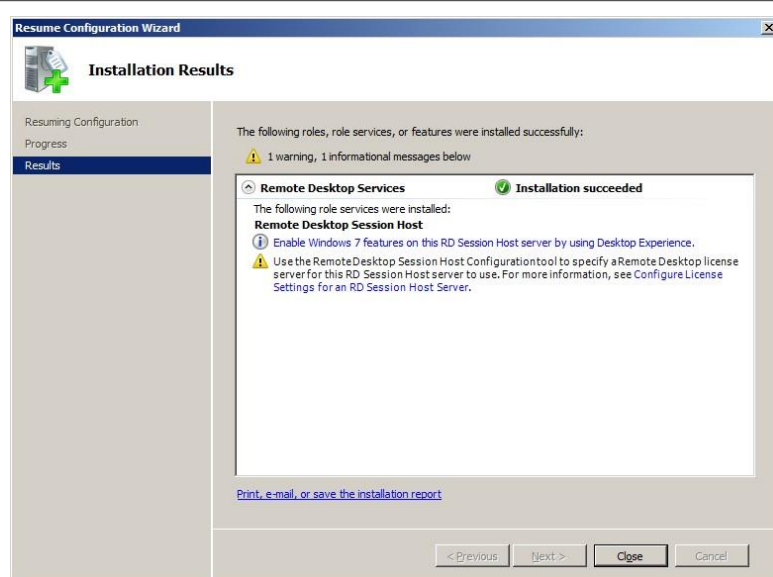 Resume Configuration Wizard
Installation Results
Resuming Configuration
Progress
Results
The following roles, role services, or features were installed successfully:
1 warning, 1 informational messages below
Remote Desktop Services Installation succeeded
The following role services were installed:
Remote Desktop Session Host
Enable Windows 7 features on this RD Session Host server by using Desktop Experience.
Use the RemoteDesktop Session Host Configurationtool to specify aRemote Desktop license
server for this RD Session Host server to use. For more information, see Configure License
Settings for an RD Session Host Server.
Print, e-mail, or save the installation report
< Previous Next > Close Cancel